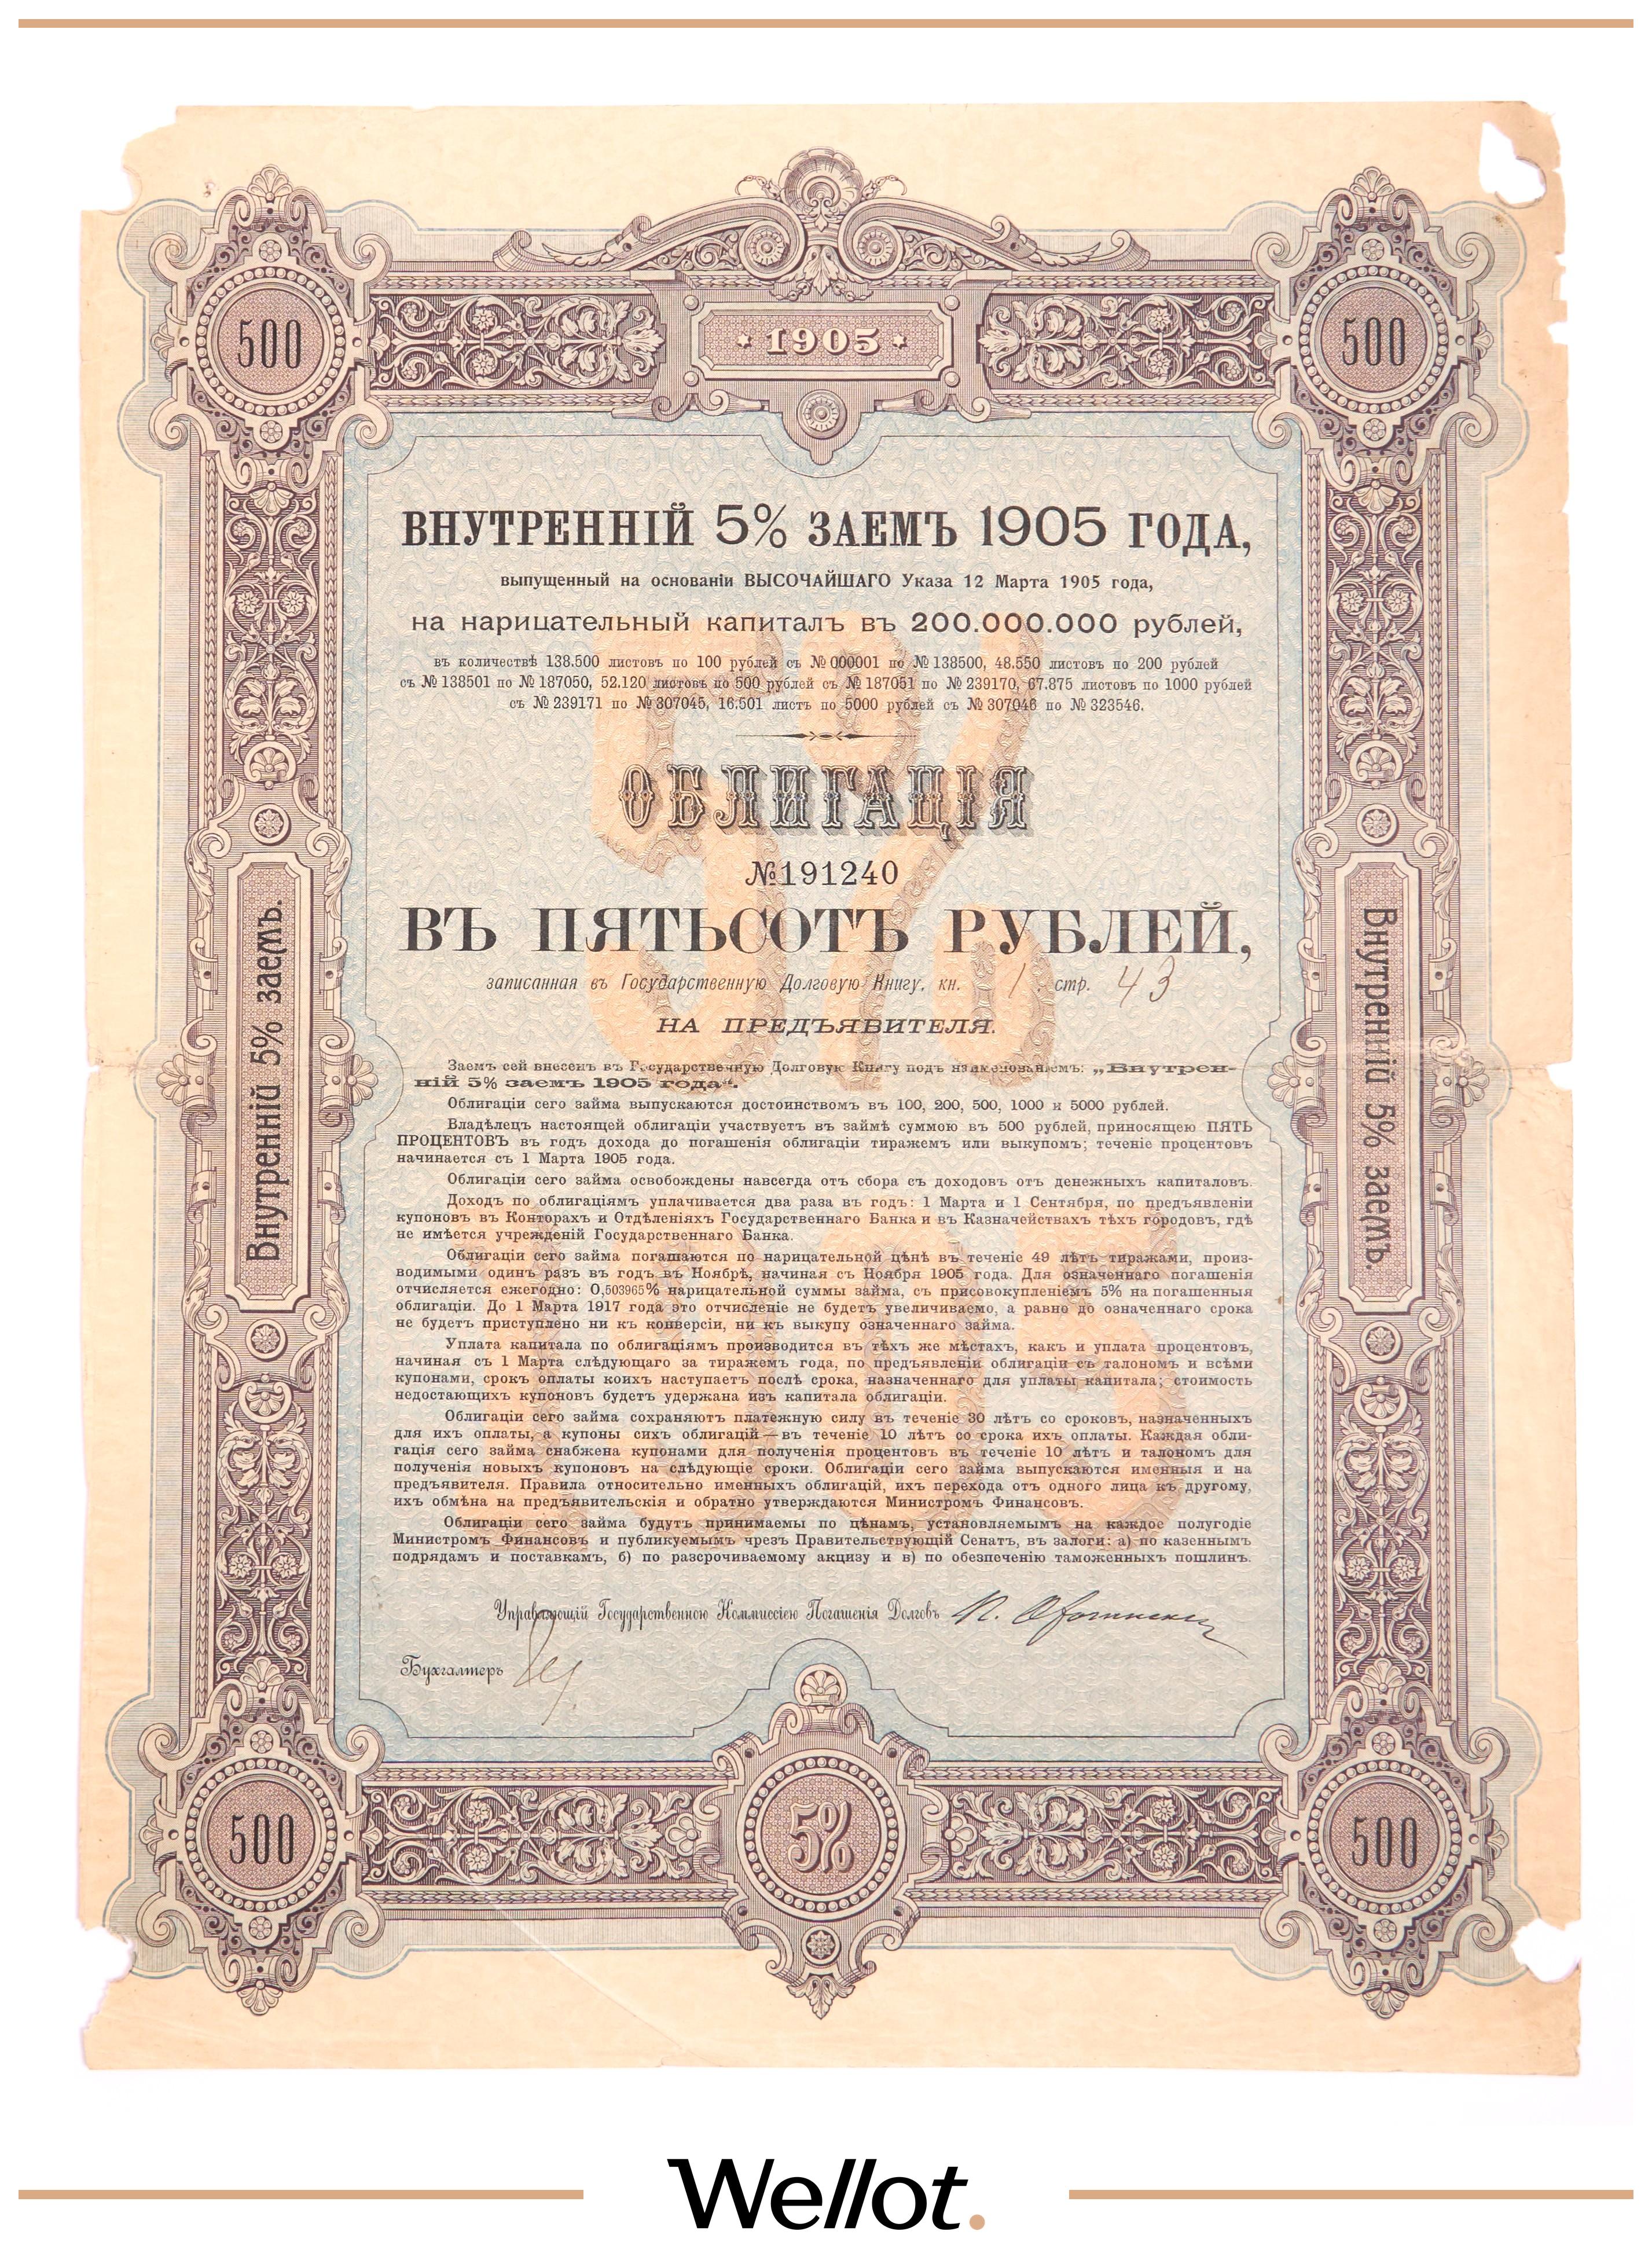 500
1905
500
ВНУТРЕННІЙ 5% ЗАЕМЪ 1905 ГОДА,
выпущенный на основаніи ВЫСОЧАЙШАГО Указа 12 Марта 1905 года,
на нарицательный капиталъ въ 200.000.000 рублей,
въ количествѣ 138.500 листовъ по 100 рублей съ № 000001 по № 138500, 48.550 листовъ по 200 рублей
съ № 138501 по № 187050, 52.120 листовъ по 500 рублей съ № 187051 по № 239170, 67.875 листовъ по 1000 рублей
съ № 239171 по № 307045, 16.501 листъ по 5000 рублей съ № 307046 по № 323546.
5%
ОБЛИГАЦІЯ
№191240
ВЪ ПЯТЬСОТЪ РУБЛЕЙ,
записанная въ Государственную Долговую Книгу, кн. 1, стр. 43
НА ПРЕДЪЯВИТЕЛЯ.
Внутренній 5% заемъ.
Внутренній 5% заемъ.
Заемъ сей внесенъ въ Государственную Долговую Книгу подъ наименованіемъ: „Внутрен-
ній 5% заемъ 1905 года“.
Облигаціи сего займа выпускаются достоинствомъ въ 100, 200, 500, 1000 и 5000 рублей.
Владѣлецъ настоящей облигаціи участвуетъ въ займѣ суммою въ 500 рублей, приносящею ПЯТЬ
ПРОЦЕНТОВЪ въ годъ дохода до погашенія облигаціи тиражемъ или выкупомъ; теченіе процентовъ
начинается съ 1 Марта 1905 года.
Облигаціи сего займа освобождены навсегда отъ сбора съ доходовъ отъ денежныхъ капиталовъ.
Доходъ по облигаціямъ уплачивается два раза въ годъ: 1 Марта и 1 Сентября, по предъявленіи
купоновъ въ Конторахъ и Отдѣленіяхъ Государственнаго Банка и въ Казначействахъ тѣхъ городовъ, гдѣ
не имѣется учрежденій Государственнаго Банка.
Облигаціи сего займа погашаются по нарицательной цѣнѣ въ теченіе 49 лѣтъ тиражами, произ-
водимыми одинъ разъ въ годъ въ Ноябрѣ, начиная съ Ноября 1905 года. Для означеннаго погашенія
отчисляется ежегодно: 0,503965% нарицательной суммы займа, съ присовокупленіемъ 5% на погашенныя
облигаціи. До 1 Марта 1917 года это отчисленіе не будетъ увеличиваемо, а равно до означеннаго срока
не будетъ приступлено ни къ конверсіи, ни къ выкупу означеннаго займа.
Уплата капитала по облигаціямъ производится въ тѣхъ же мѣстахъ, какъ и уплата процентовъ,
начиная съ 1 Марта слѣдующаго за тиражемъ года, по предъявленіи облигаціи съ талономъ и всѣми
купонами, срокъ оплаты коихъ наступаетъ послѣ срока, назначеннаго для уплаты капитала; стоимость
недостающихъ купоновъ будетъ удержана изъ капитала облигаціи.
Облигаціи сего займа сохраняютъ платежную силу въ теченіе 30 лѣтъ со сроковъ, назначенныхъ
для ихъ оплаты, а купоны сихъ облигацій — въ теченіе 10 лѣтъ со срока ихъ оплаты. Каждая обли-
гація сего займа снабжена купонами для полученія процентовъ въ теченіе 10 лѣтъ и талономъ для
полученія новыхъ купоновъ на слѣдующіе сроки. Облигаціи сего займа выпускаются именныя и на
предъявителя. Правила относительно именныхъ облигацій, ихъ перехода отъ одного лица къ другому,
ихъ обмѣна на предъявительскія и обратно утверждаются Министромъ Финансовъ.
Облигаціи сего займа будутъ принимаемы по цѣнамъ, установляемымъ на каждое полугодіе
Министромъ Финансовъ и публикуемымъ чрезъ Правительствующій Сенатъ, въ залоги: а) по казеннымъ
подрядамъ и поставкамъ, б) по разсрочиваемому акцизу и в) по обезпеченію таможенныхъ пошлинъ.
1905
Управляющій Государственною Коммиссіею Погашенія Долговъ
Бухгалтеръ
500
5%
500
Wellot.